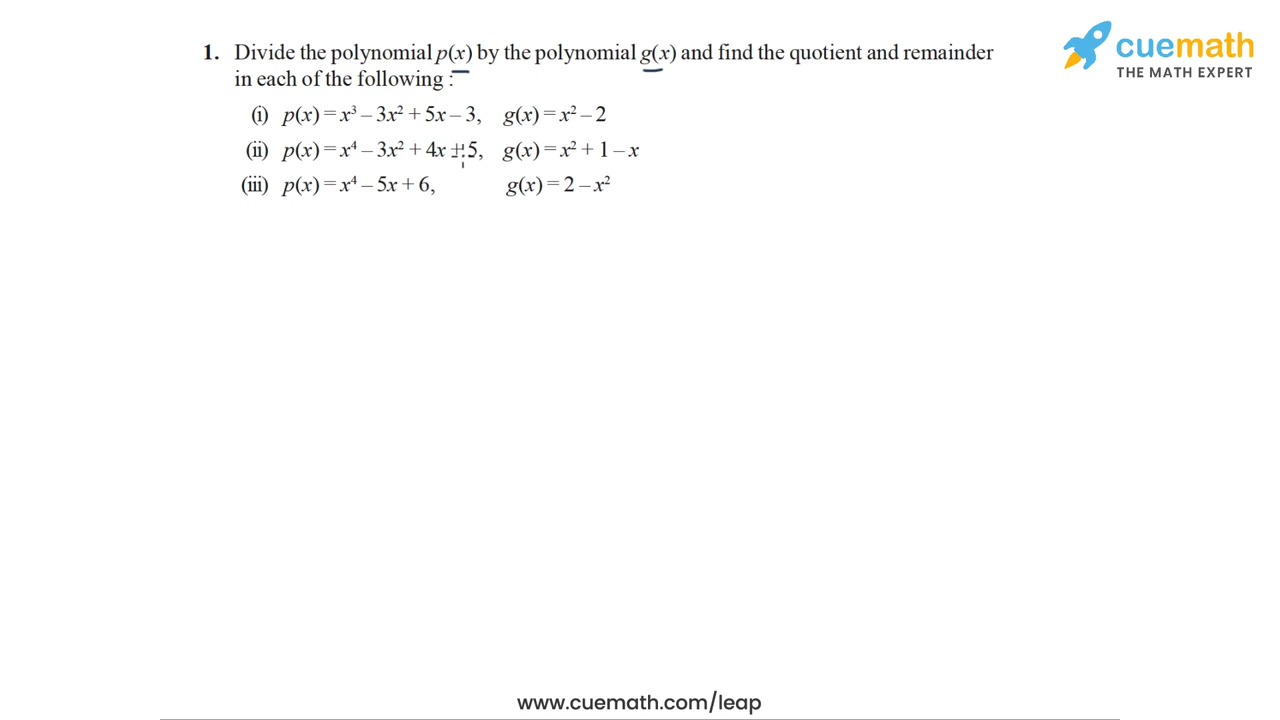 1. Divide the polynomial p(x) by the polynomial g(x) and find the quotient and remainder
in each of the following :
(i) p(x) = x³ – 3x² + 5x – 3, g(x) = x² – 2
(ii) p(x) = x⁴ – 3x² + 4x + 5, g(x) = x² + 1 – x
(iii) p(x) = x⁴ – 5x + 6, g(x) = 2 – x²
cuemath
THE MATH EXPERT
www.cuemath.com/leap